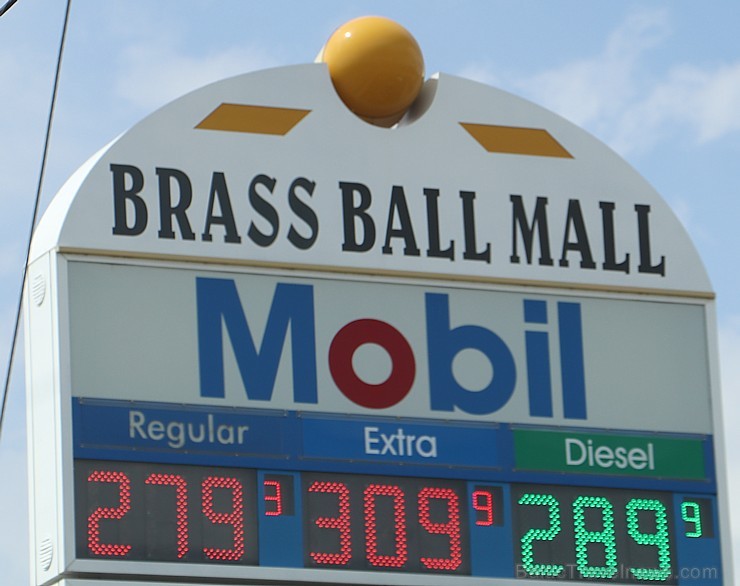 BRASS BALL MALL
Mobil
Regular Extra Diesel
279 3 309 9 289 9